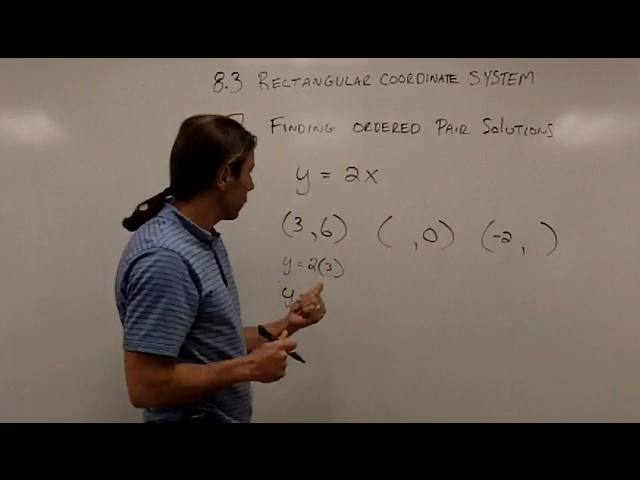 8.3 RECTANGULAR COORDINATE SYSTEM
FINDING ORDERED PAIR SOLUTIONS
y = 2x
(3,6) ( ,0) (-2, )
y = 2(3)
y